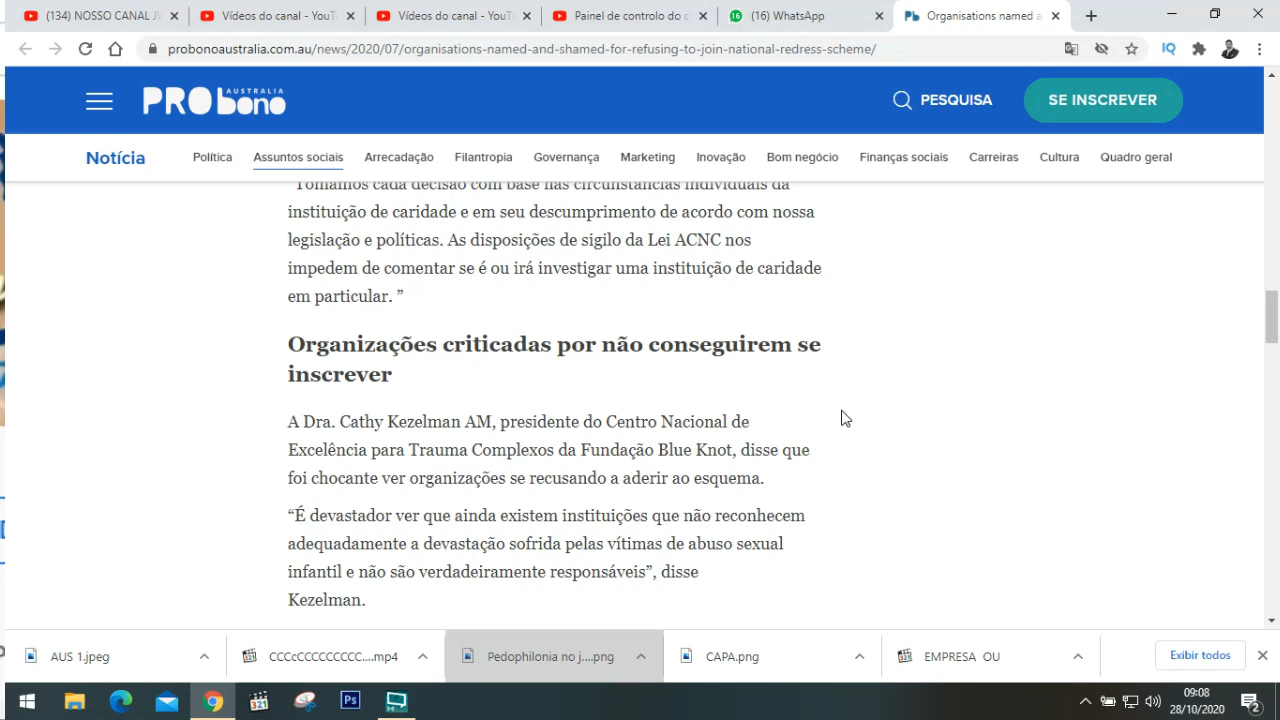 (134) NOSSO CANAL JW
Vídeos do canal - YouTu
Vídeos do canal - YouTu
Painel de controlo do c
(16) WhatsApp
Organisations named a
probonoaustralia.com.au/news/2020/07/organisations-named-and-shamed-for-refusing-to-join-national-redress-scheme/
IQ
PRO bono AUSTRALIA
PESQUISA
SE INSCREVER
Notícia
Política
Assuntos sociais
Arrecadação
Filantropia
Governança
Marketing
Inovação
Bom negócio
Finanças sociais
Carreiras
Cultura
Quadro geral
"Tomamos cada decisão com base nas circunstâncias individuais da
instituição de caridade e em seu descumprimento de acordo com nossa
legislação e políticas. As disposições de sigilo da Lei ACNC nos
impedem de comentar se é ou irá investigar uma instituição de caridade
em particular. ”
Organizações criticadas por não conseguirem se
inscrever
A Dra. Cathy Kezelman AM, presidente do Centro Nacional de
Excelência para Trauma Complexos da Fundação Blue Knot, disse que
foi chocante ver organizações se recusando a aderir ao esquema.
“É devastador ver que ainda existem instituições que não reconhecem
adequadamente a devastação sofrida pelas vítimas de abuso sexual
infantil e não são verdadeiramente responsáveis”, disse
Kezelman.
AUS 1.jpeg
CCCcCCCCCCCCC....mp4
Pedophilonia no j....png
CAPA.png
EMPRESA OU
Exibir todos
Ps
09:08
28/10/2020
2